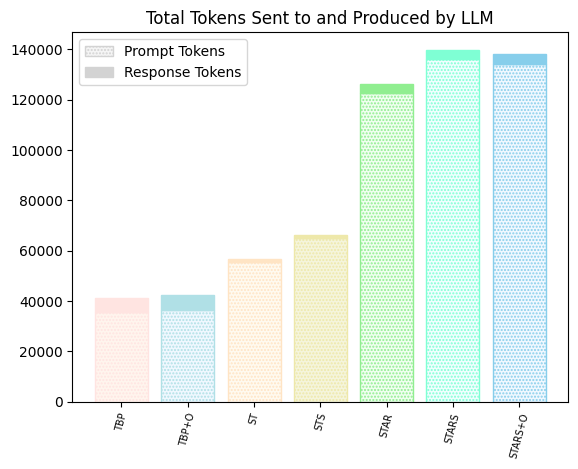 Total Tokens Sent to and Produced by LLM
Prompt Tokens
Response Tokens
140000
120000
100000
80000
60000
40000
20000
0
TBP
TBP+O
ST
STS
STAR
STARS
STARS+O